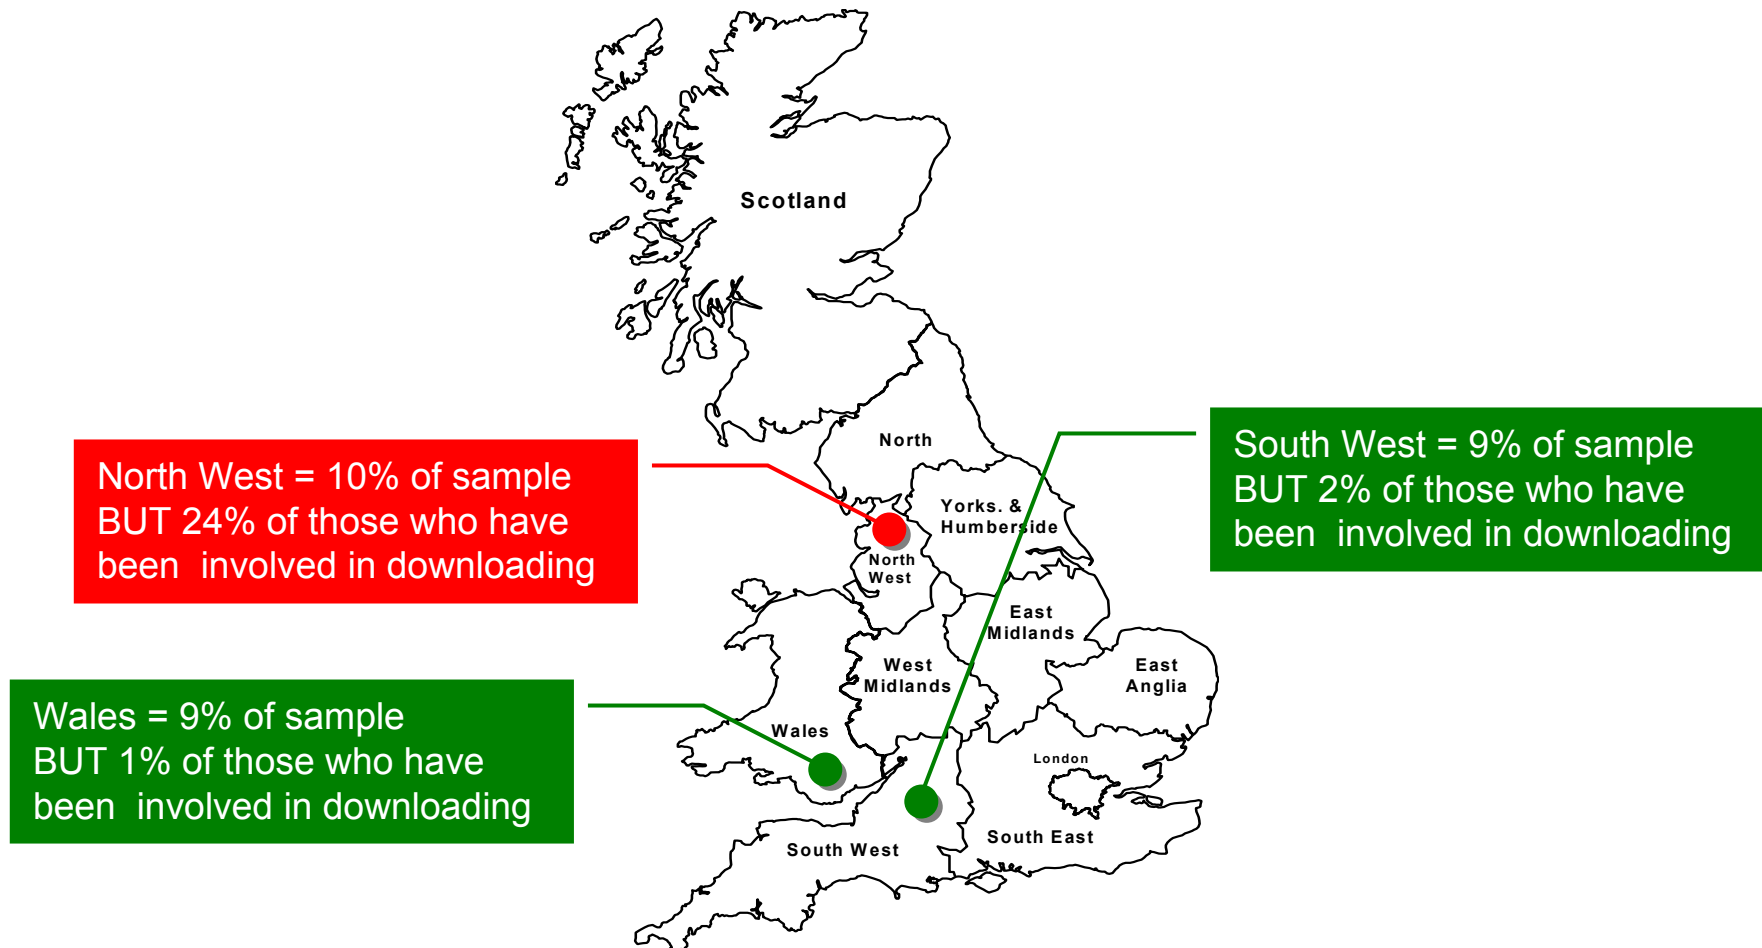 Scotland
North
South West = 9% of sample
BUT 2% of those who have
been  involved in downloading
North West = 10% of sample
BUT 24% of those who have
been  involved in downloading
Yorks. &
Humberside
North
West
East
Midlands
West
Midlands
East
Anglia
Wales = 9% of sample
BUT 1% of those who have
been  involved in downloading
Wales
London
South West
South East